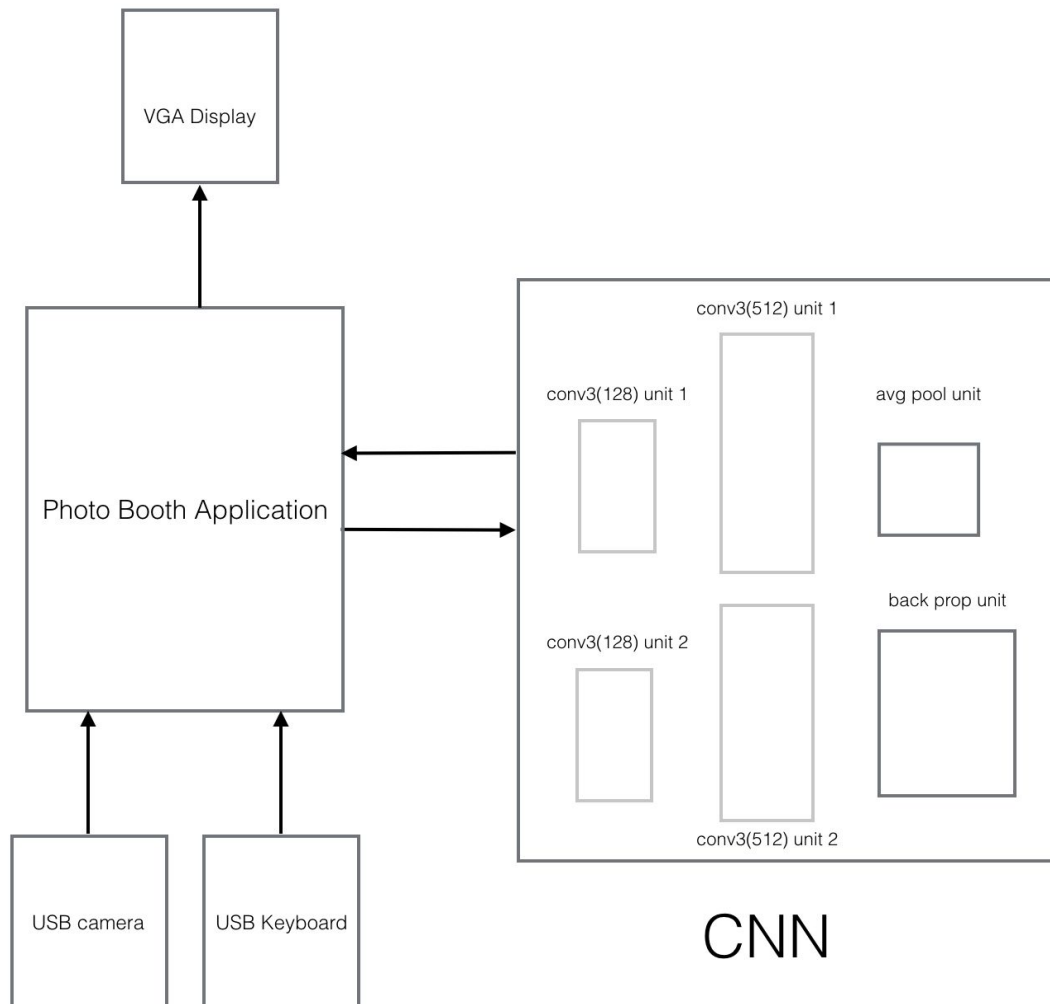 VGA Display
conv3(512) unit 1
conv3(128) unit 1
avg pool unit
Photo Booth Application
back prop unit
conv3(128) unit 2
conv3(512) unit 2
USB camera
USB Keyboard
CNN